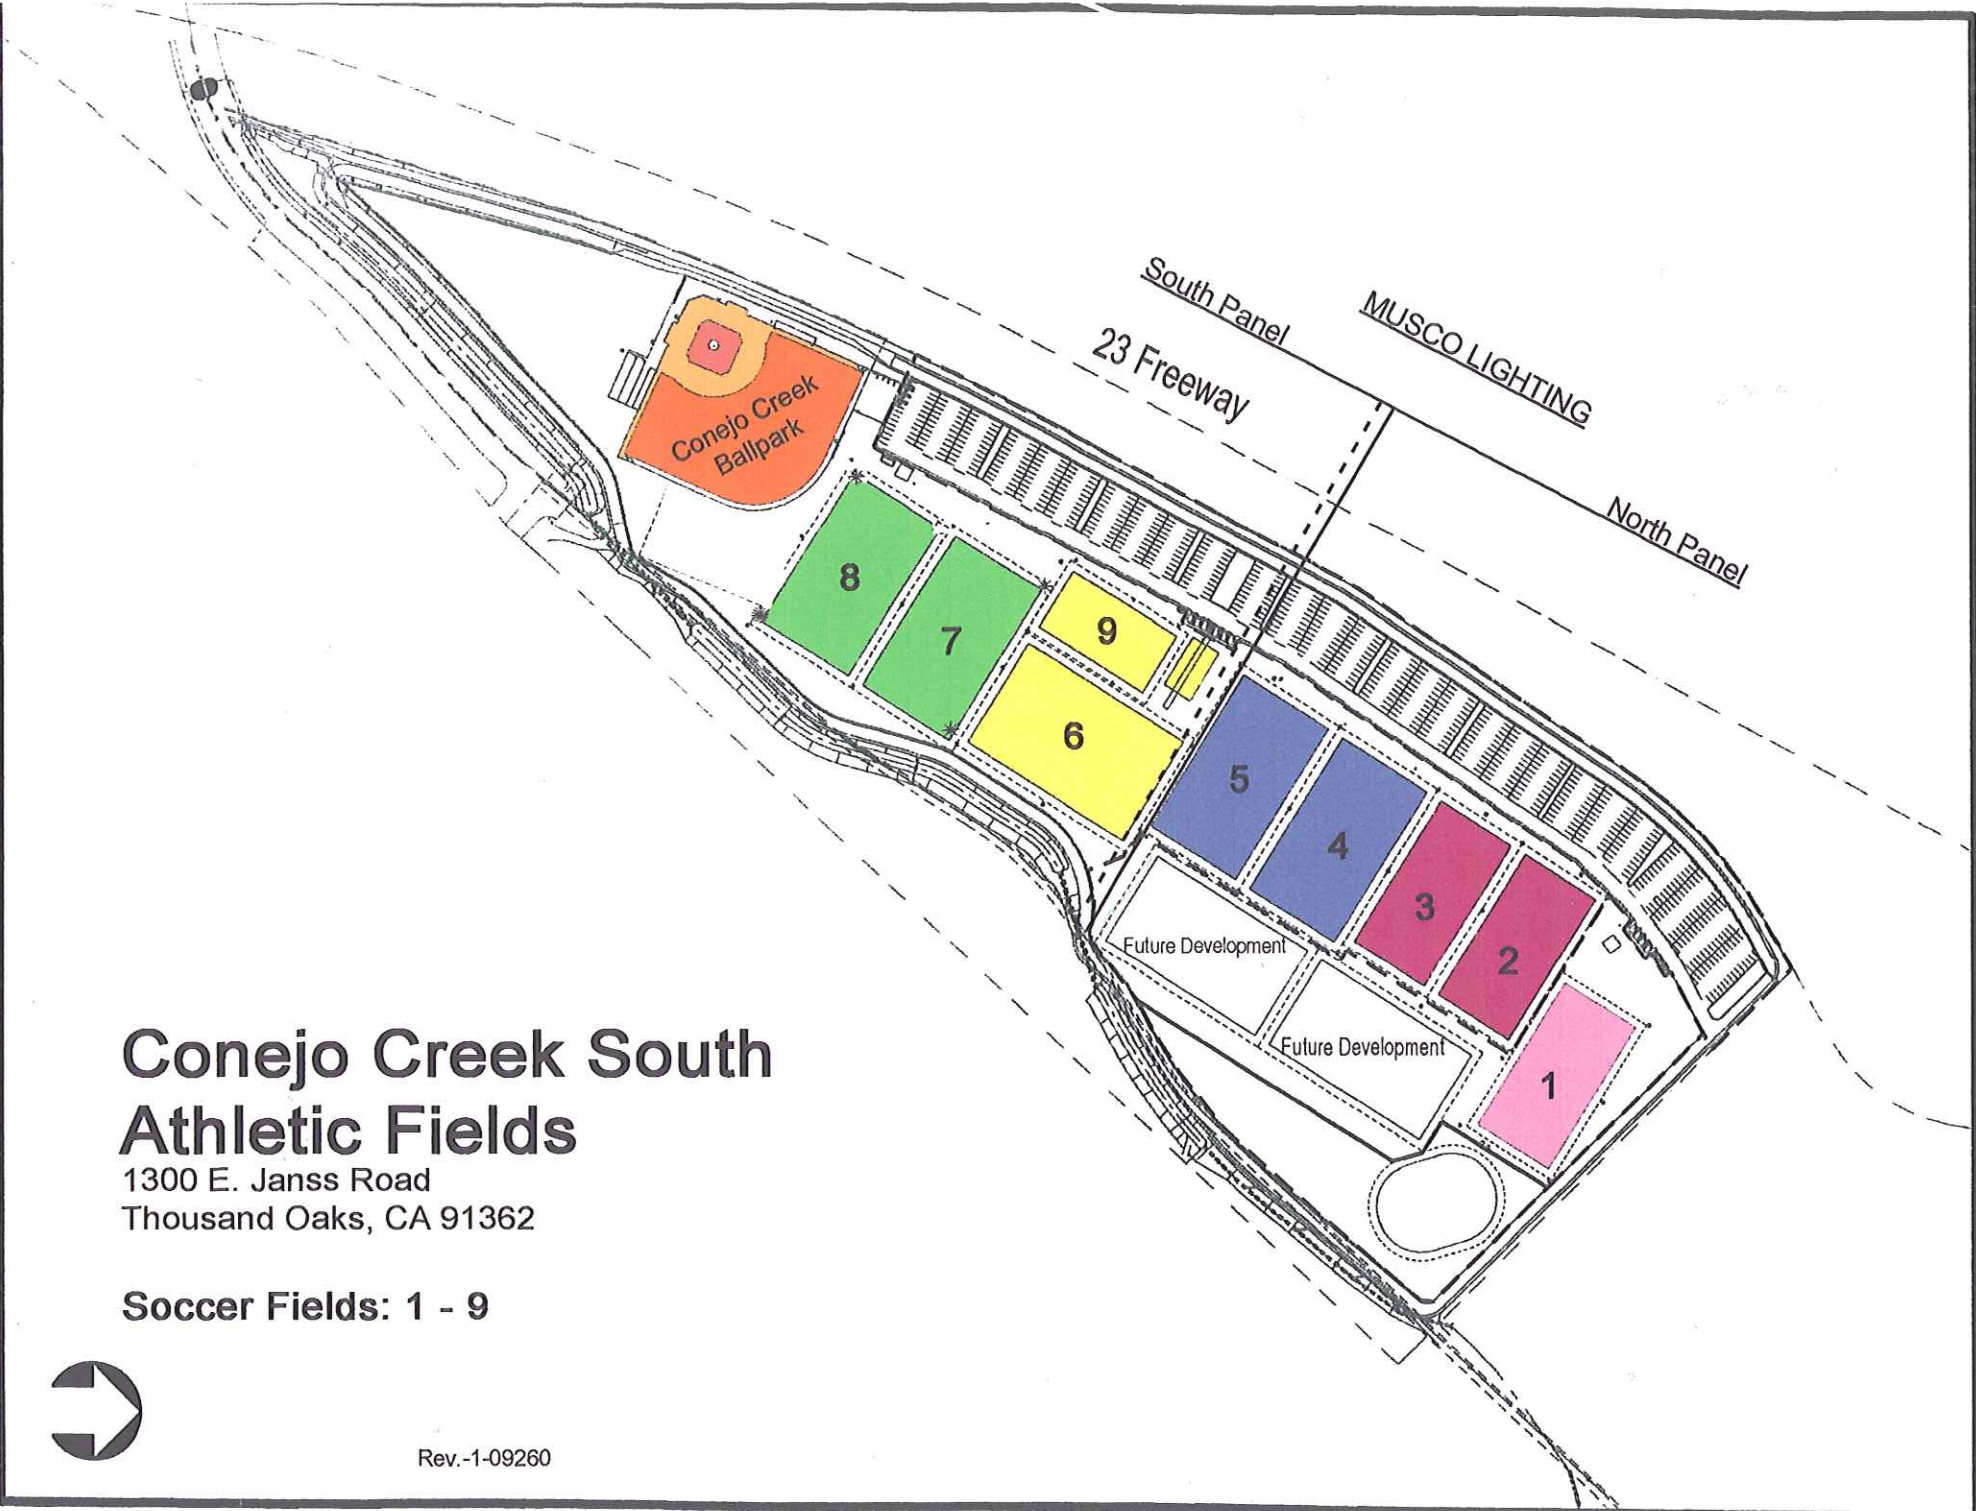 South Panel
MUSCO LIGHTING
23 Freeway
North Panel
Conejo Creek
Ballpark
8
7
9
6
5
4
3
2
1
Future Development
Future Development
Conejo Creek South
Athletic Fields
1300 E. Janss Road
Thousand Oaks, CA 91362
Soccer Fields: 1 - 9
Rev.-1-09260